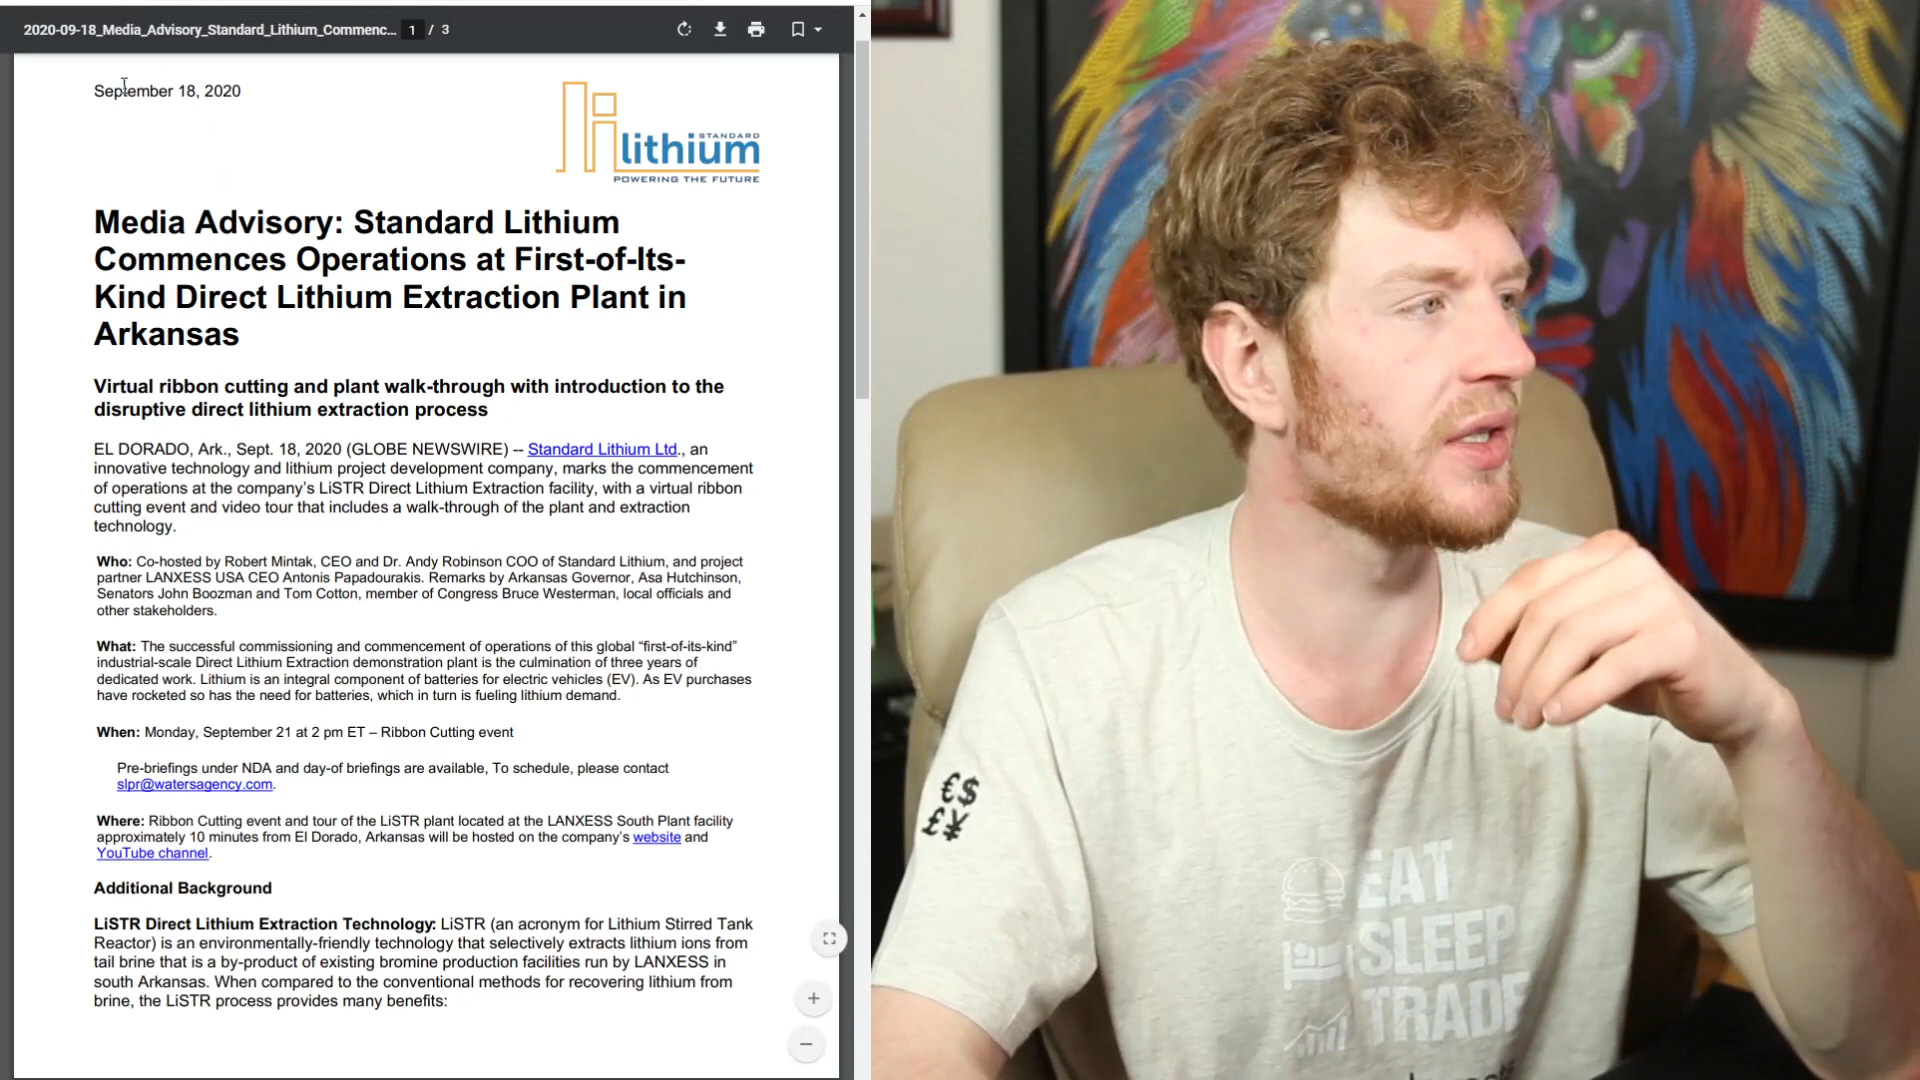 2020-09-18_Media_Advisory_Standard_Lithium_Commenc... 1 / 3
September 18, 2020
STANDARD
lithium
POWERING THE FUTURE
Media Advisory: Standard Lithium
Commences Operations at First-of-Its-
Kind Direct Lithium Extraction Plant in
Arkansas
Virtual ribbon cutting and plant walk-through with introduction to the
disruptive direct lithium extraction process
EL DORADO, Ark., Sept. 18, 2020 (GLOBE NEWSWIRE) -- Standard Lithium Ltd., an
innovative technology and lithium project development company, marks the commencement
of operations at the company's LiSTR Direct Lithium Extraction facility, with a virtual ribbon
cutting event and video tour that includes a walk-through of the plant and extraction
technology.
Who: Co-hosted by Robert Mintak, CEO and Dr. Andy Robinson COO of Standard Lithium, and project
partner LANXESS USA CEO Antonis Papadourakis. Remarks by Arkansas Governor, Asa Hutchinson,
Senators John Boozman and Tom Cotton, member of Congress Bruce Westerman, local officials and
other stakeholders.
What: The successful commissioning and commencement of operations of this global “first-of-its-kind”
industrial-scale Direct Lithium Extraction demonstration plant is the culmination of three years of
dedicated work. Lithium is an integral component of batteries for electric vehicles (EV). As EV purchases
have rocketed so has the need for batteries, which in turn is fueling lithium demand.
When: Monday, September 21 at 2 pm ET – Ribbon Cutting event
Pre-briefings under NDA and day-of briefings are available, To schedule, please contact
slpr@watersagency.com.
Where: Ribbon Cutting event and tour of the LiSTR plant located at the LANXESS South Plant facility
approximately 10 minutes from El Dorado, Arkansas will be hosted on the company's website and
YouTube channel.
Additional Background
LiSTR Direct Lithium Extraction Technology: LiSTR (an acronym for Lithium Stirred Tank
Reactor) is an environmentally-friendly technology that selectively extracts lithium ions from
tail brine that is a by-product of existing bromine production facilities run by LANXESS in
south Arkansas. When compared to the conventional methods for recovering lithium from
brine, the LiSTR process provides many benefits:
€$
£¥
EAT
SLEEP
TRADE